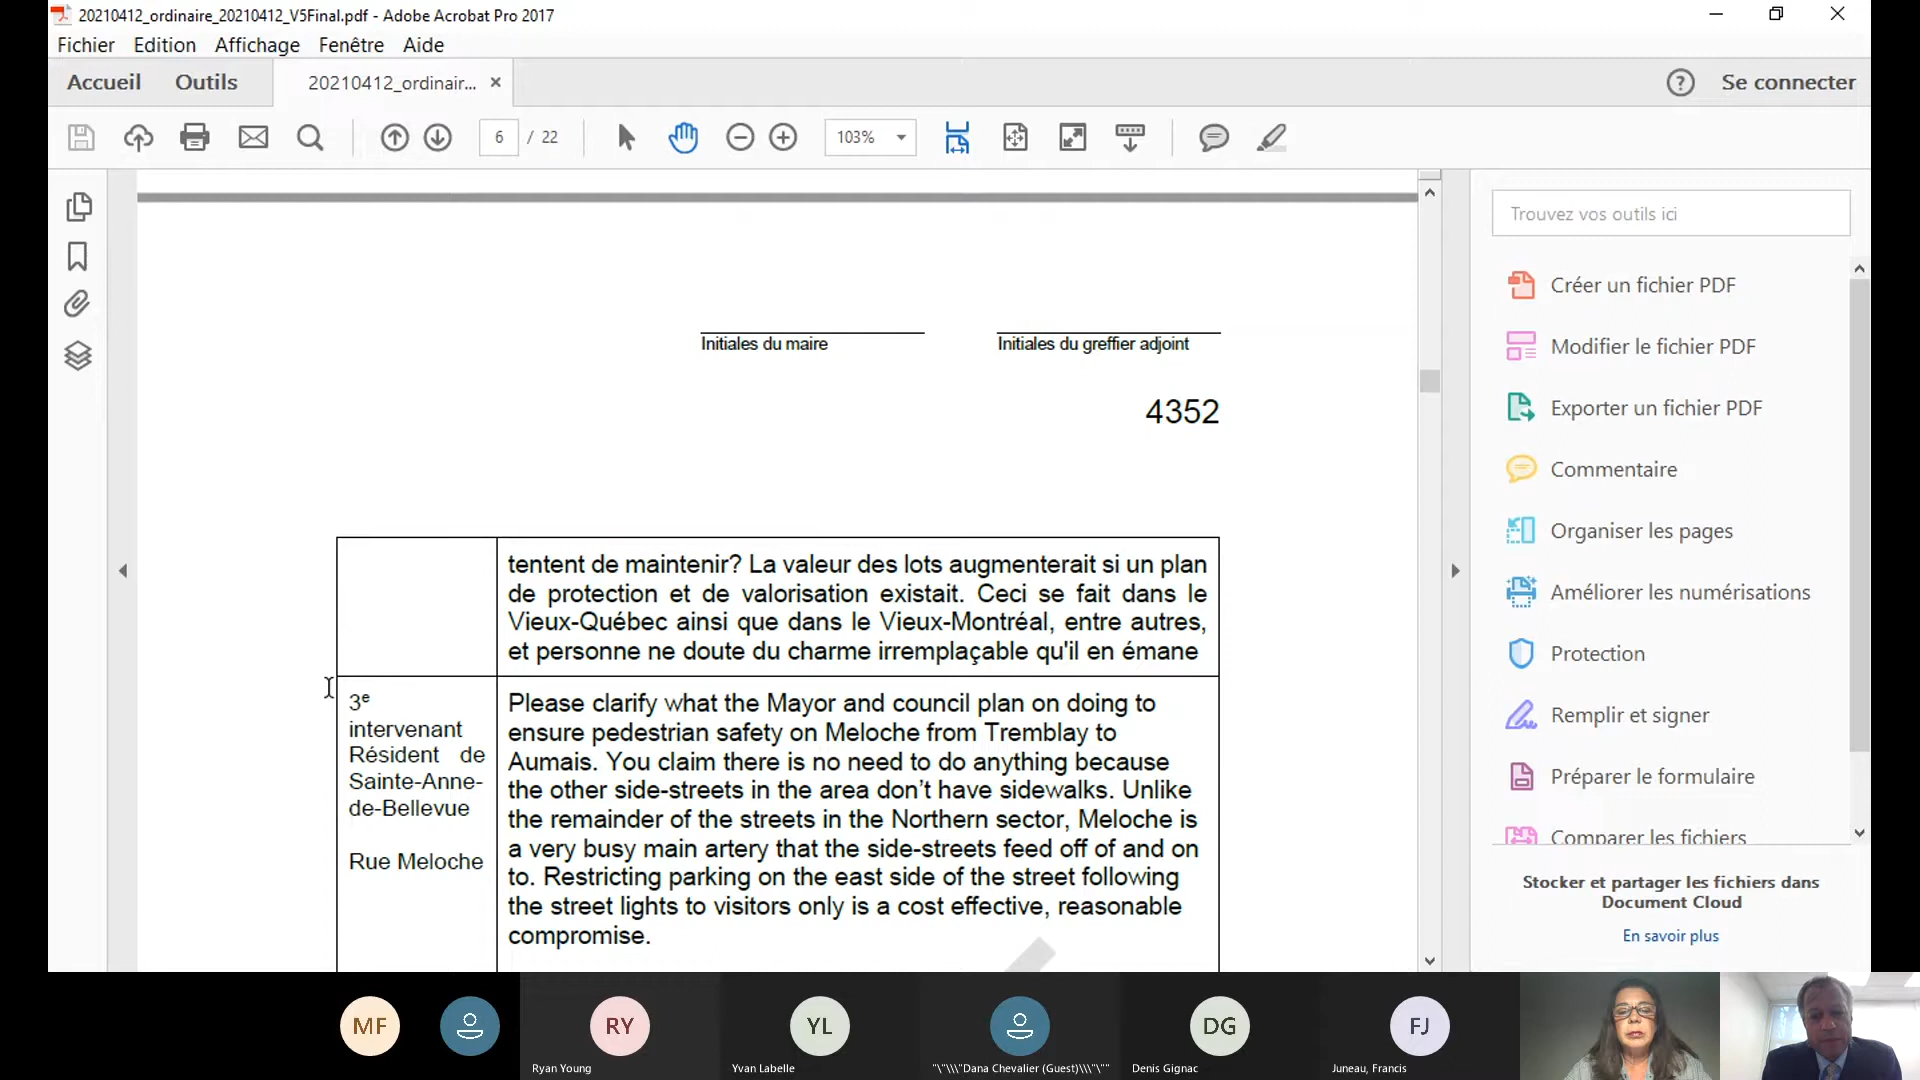 20210412_ordinaire_20210412_V5Final.pdf - Adobe Acrobat Pro 2017
Fichier Edition Affichage Fenêtre Aide
Accueil Outils 20210412_ordinair... × Se connecter
6 / 22 103%
Trouvez vos outils ici
Créer un fichier PDF
Modifier le fichier PDF
Exporter un fichier PDF
Commentaire
Organiser les pages
Améliorer les numérisations
Protection
Remplir et signer
Préparer le formulaire
Comparer les fichiers
Stocker et partager les fichiers dans
Document Cloud
En savoir plus
Initiales du maire Initiales du greffier adjoint
4352
tentent de maintenir? La valeur des lots augmenterait si un plan
de protection et de valorisation existait. Ceci se fait dans le
Vieux-Québec ainsi que dans le Vieux-Montréal, entre autres,
et personne ne doute du charme irremplaçable qu'il en émane
3e
intervenant
Résident de
Sainte-Anne-
de-Bellevue
Rue Meloche
Please clarify what the Mayor and council plan on doing to
ensure pedestrian safety on Meloche from Tremblay to
Aumais. You claim there is no need to do anything because
the other side-streets in the area don't have sidewalks. Unlike
the remainder of the streets in the Northern sector, Meloche is
a very busy main artery that the side-streets feed off of and on
to. Restricting parking on the east side of the street following
the street lights to visitors only is a cost effective, reasonable
compromise.
MF RY YL DG FJ
Ryan Young Yvan Labelle "\"\\\"Dana Chevalier (Guest)\\\"\"" Denis Gignac Juneau, Francis